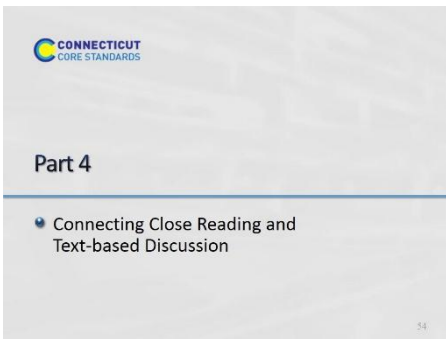 CONNECTICUT
CORE STANDARDS
Part 4
Connecting Close Reading and
Text-based Discussion
54